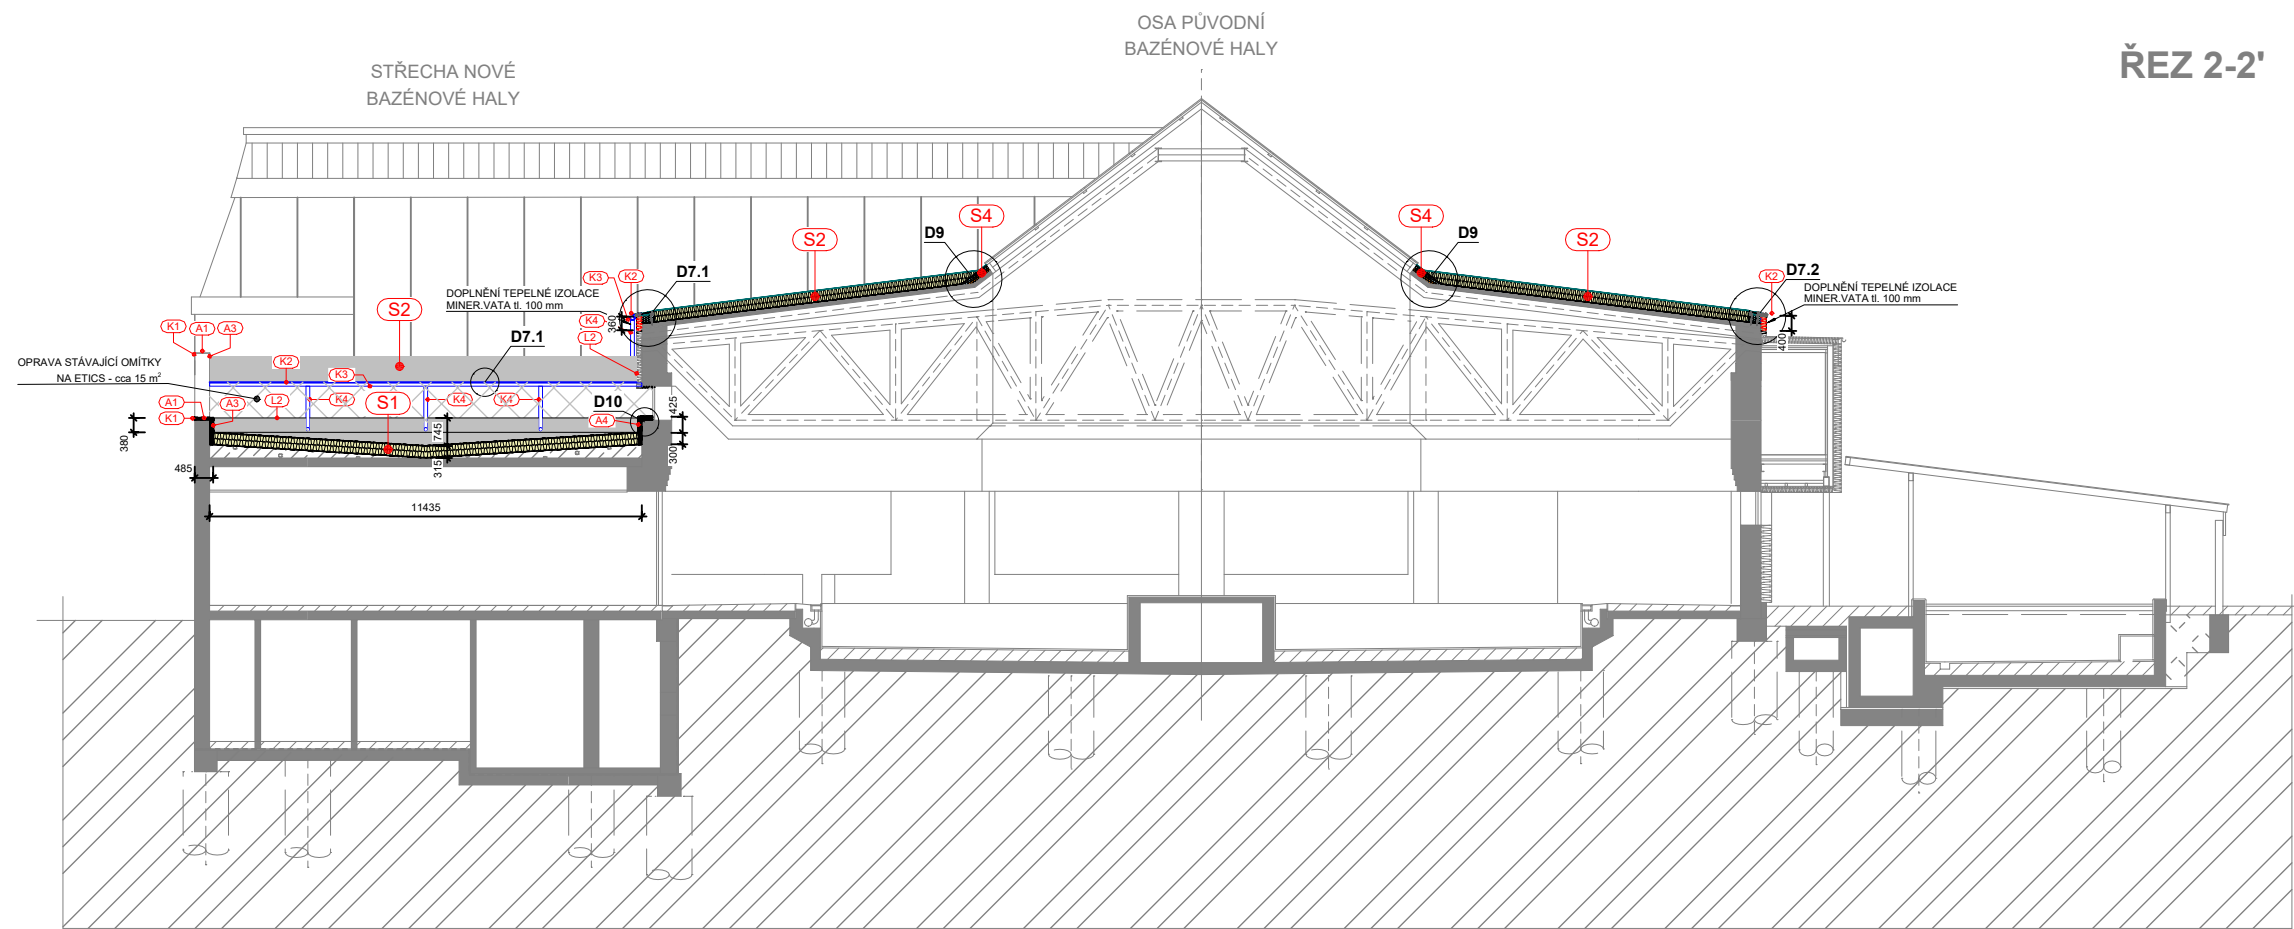 OSA PŮVODNÍ
BAZÉNOVÉ HALY
ŘEZ 2-2'
STŘECHA NOVÉ
BAZÉNOVÉ HALY
S4
S4
D9
D9
S2
S2
D7.1
K3
K2
DOPLNĚNÍ TEPELNÉ IZOLACE
MINER.VATA tl. 100 mm
K4
360
L2
K2
D7.2
DOPLNĚNÍ TEPELNÉ IZOLACE
MINER.VATA tl. 100 mm
400
K1
A1
A3
S2
D7.1
OPRAVA STÁVAJÍCÍ OMÍTKY
NA ETICS - cca 15 m²
K2
K3
A1
K1
A3
L2
K4
S1
K4
K4
D10
A4
1425
745
380
300
315
485
11435